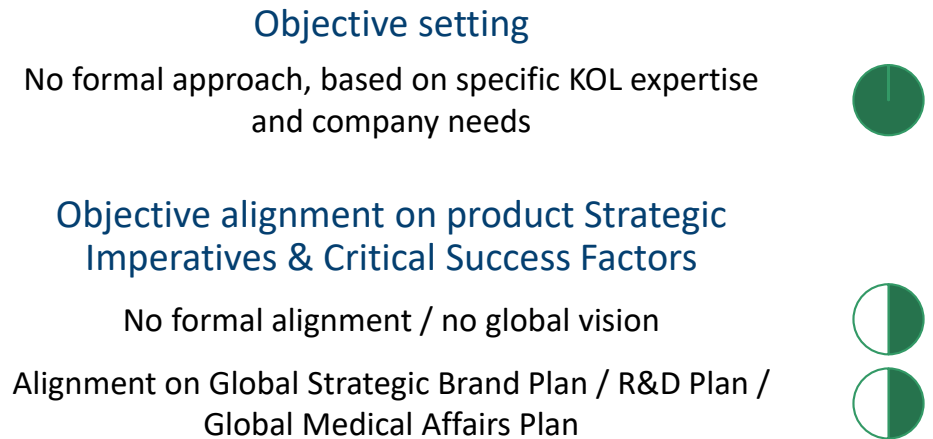 Objective setting
No formal approach, based on specific KOL expertise
and company needs
Objective alignment on product Strategic
Imperatives & Critical Success Factors
No formal alignment / no global vision
Alignment on Global Strategic Brand Plan / R&D Plan /
Global Medical Affairs Plan